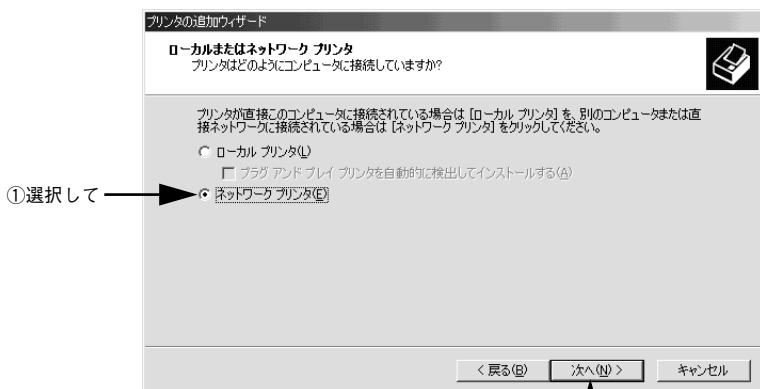 プリンタの追加ウィザード
ローカルまたはネットワーク プリンタ
プリンタはどのようにコンピュータに接続していますか?
プリンタが直接このコンピュータに接続されている場合は [ローカル プリンタ] を、別のコンピュータまたは直
接ネットワークに接続されている場合は [ネットワーク プリンタ] をクリックしてください。
ローカル プリンタ(L)
プラグ アンド プレイ プリンタを自動的に検出してインストールする(A)
①選択して
ネットワーク プリンタ(E)
< 戻る(B)
次へ(N) >
キャンセル